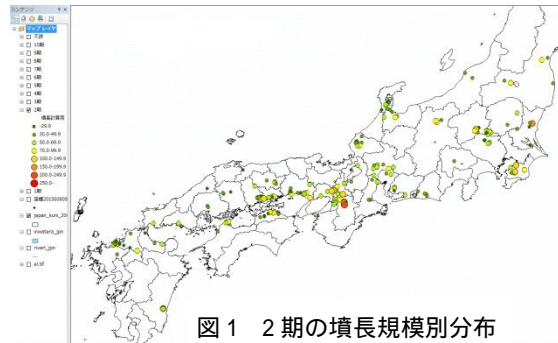 コンテンツ
マップ レイヤ
不詳
10期
9期
8期
7期
6期
5期
4期
3期
2期
墳長計算用
-29.9
30.0-49.9
50.0-69.9
70.0-99.9
100.0-149.9
150.0-199.9
200.0-249.9
250.0-
1期
図1 2期の墳長規模別分布